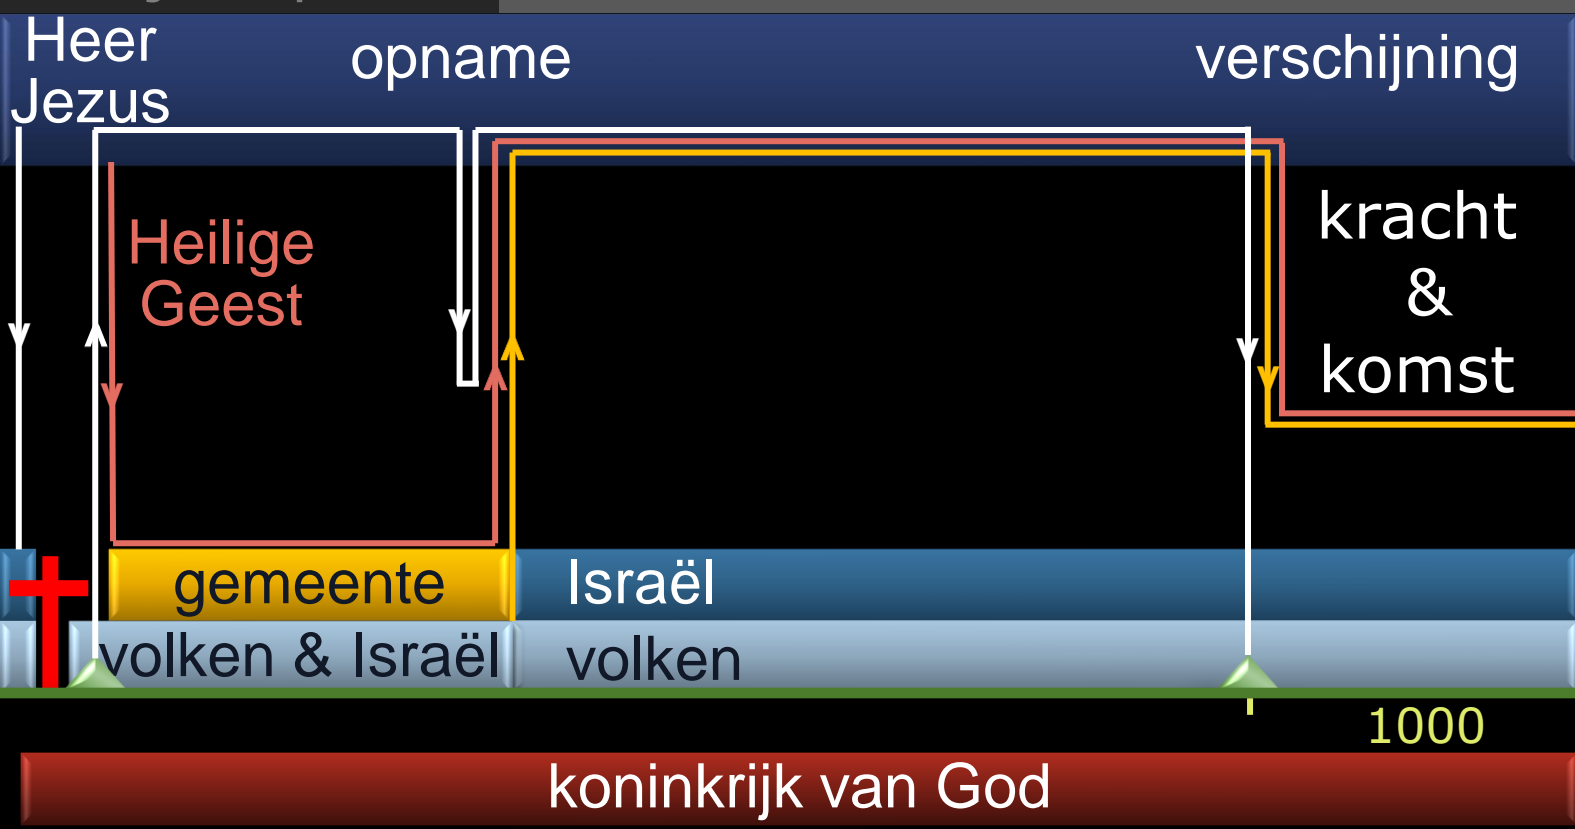 Heer
Jezus
opname
verschijning
Heilige
Geest
kracht
&
komst
gemeente
Israël
volken & Israël
volken
1000
koninkrijk van God